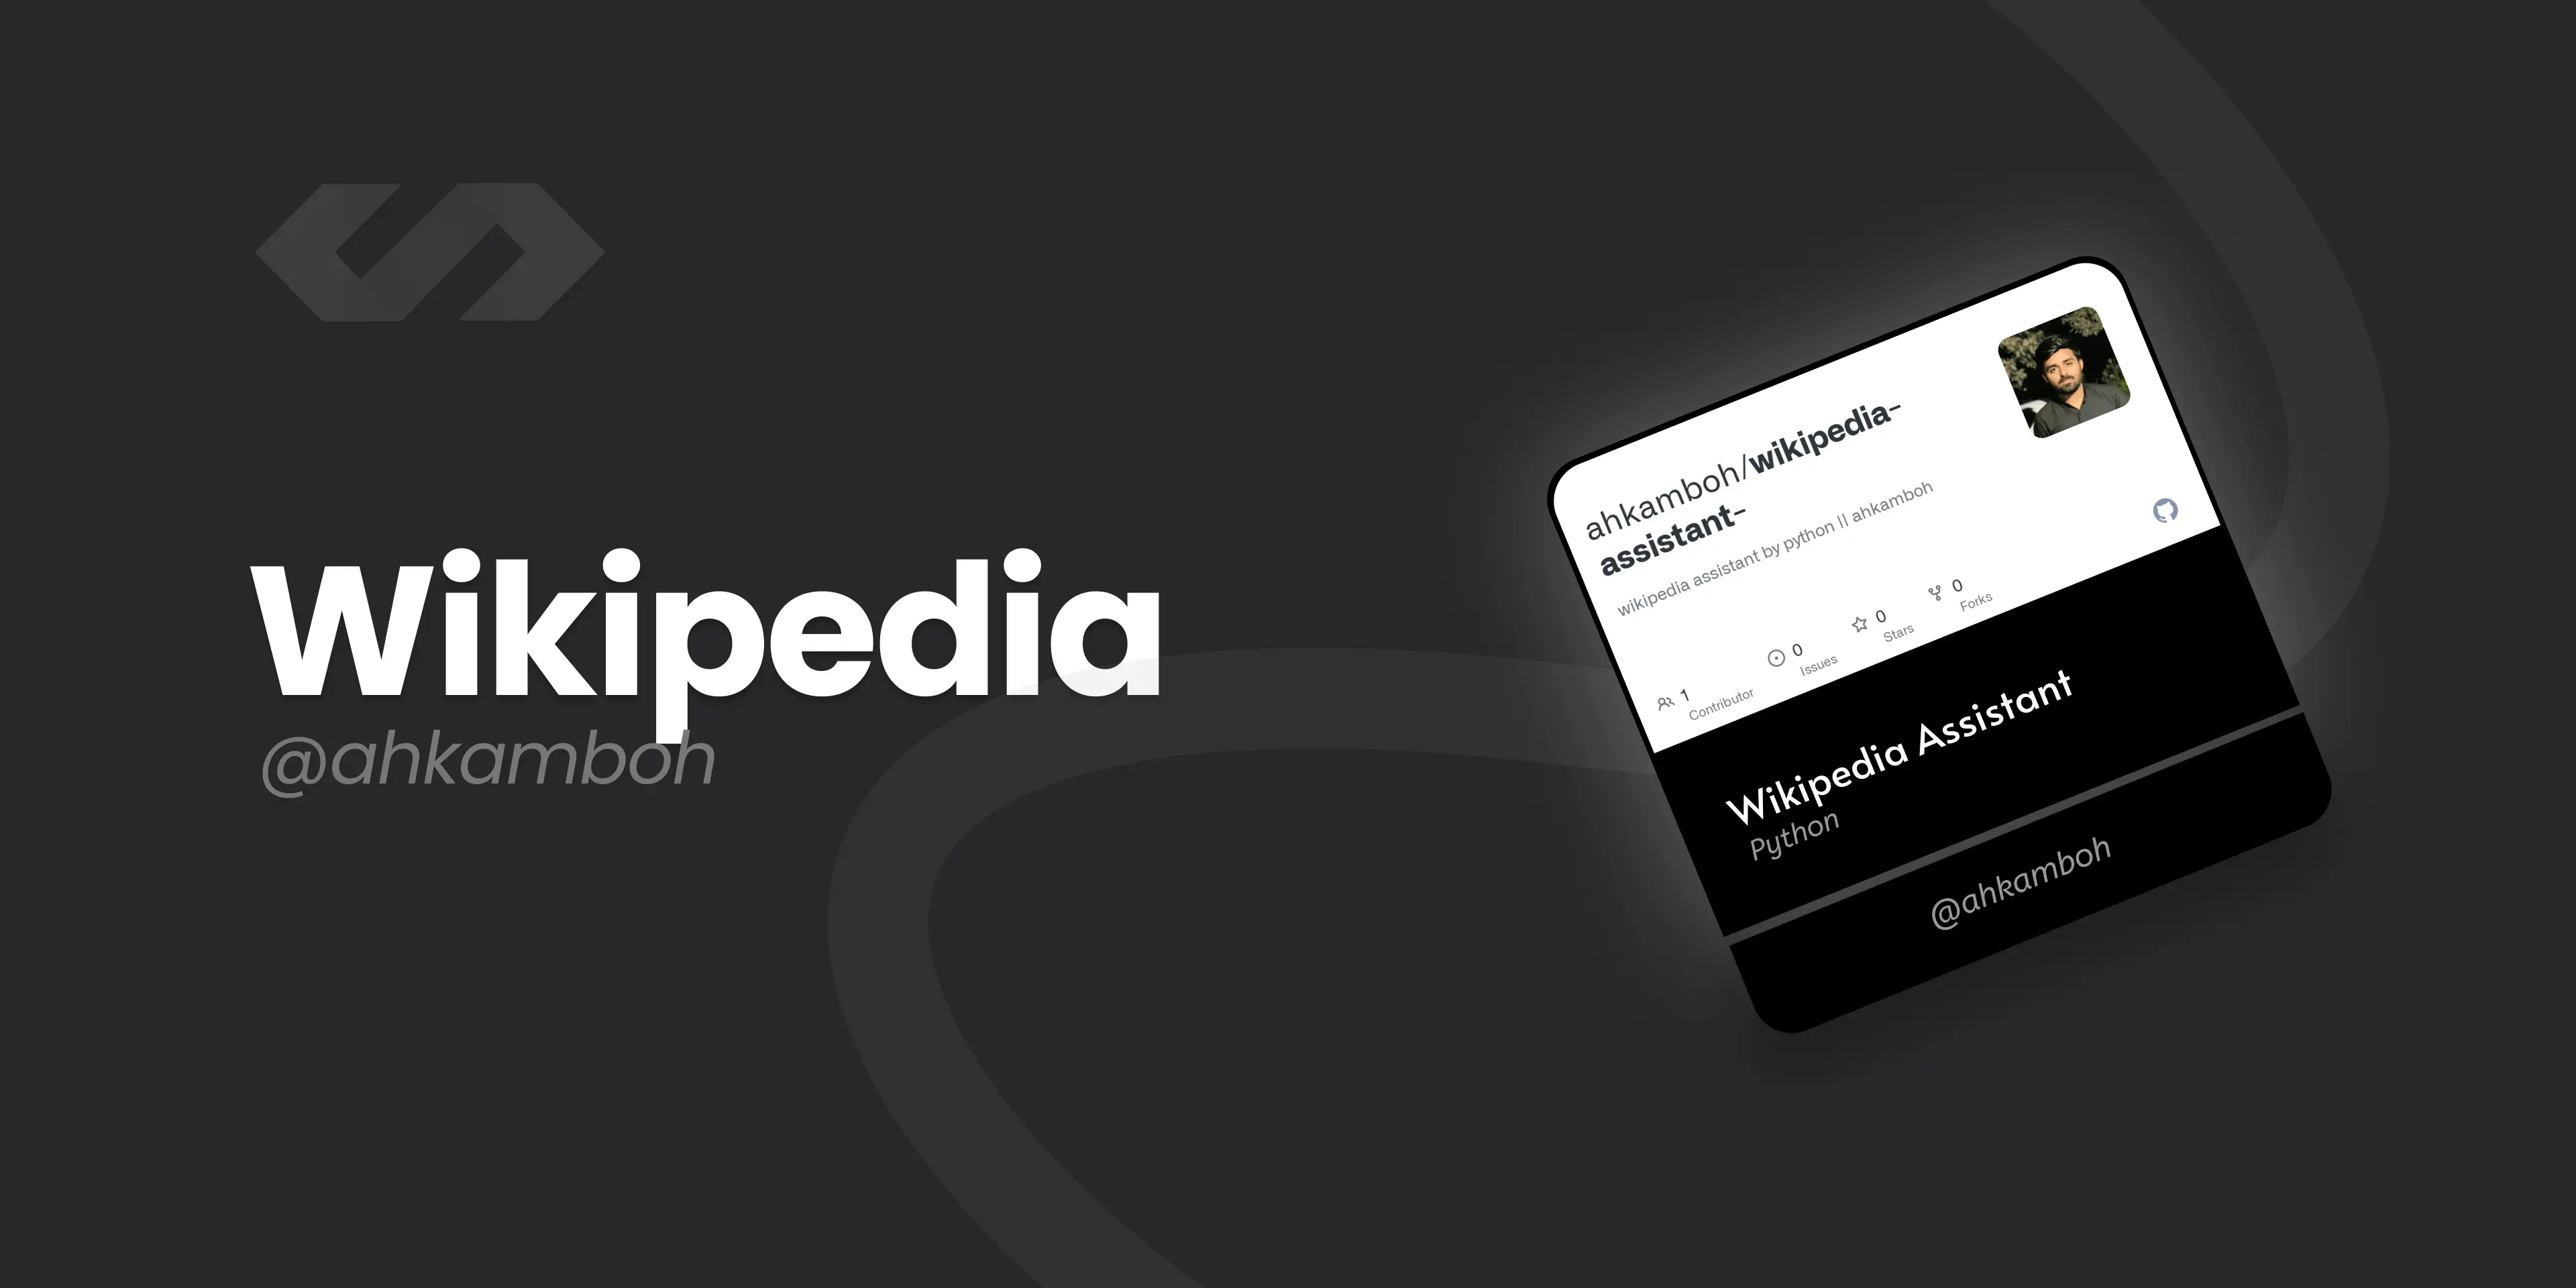 Wikipedia
@ahkamboh
ahkamboh/wikipedia-
assistant-
wikipedia assistant by python || ahkamboh
1
Contributor
0
Issues
0
Stars
0
Forks
Wikipedia Assistant
Python
@ahkamboh